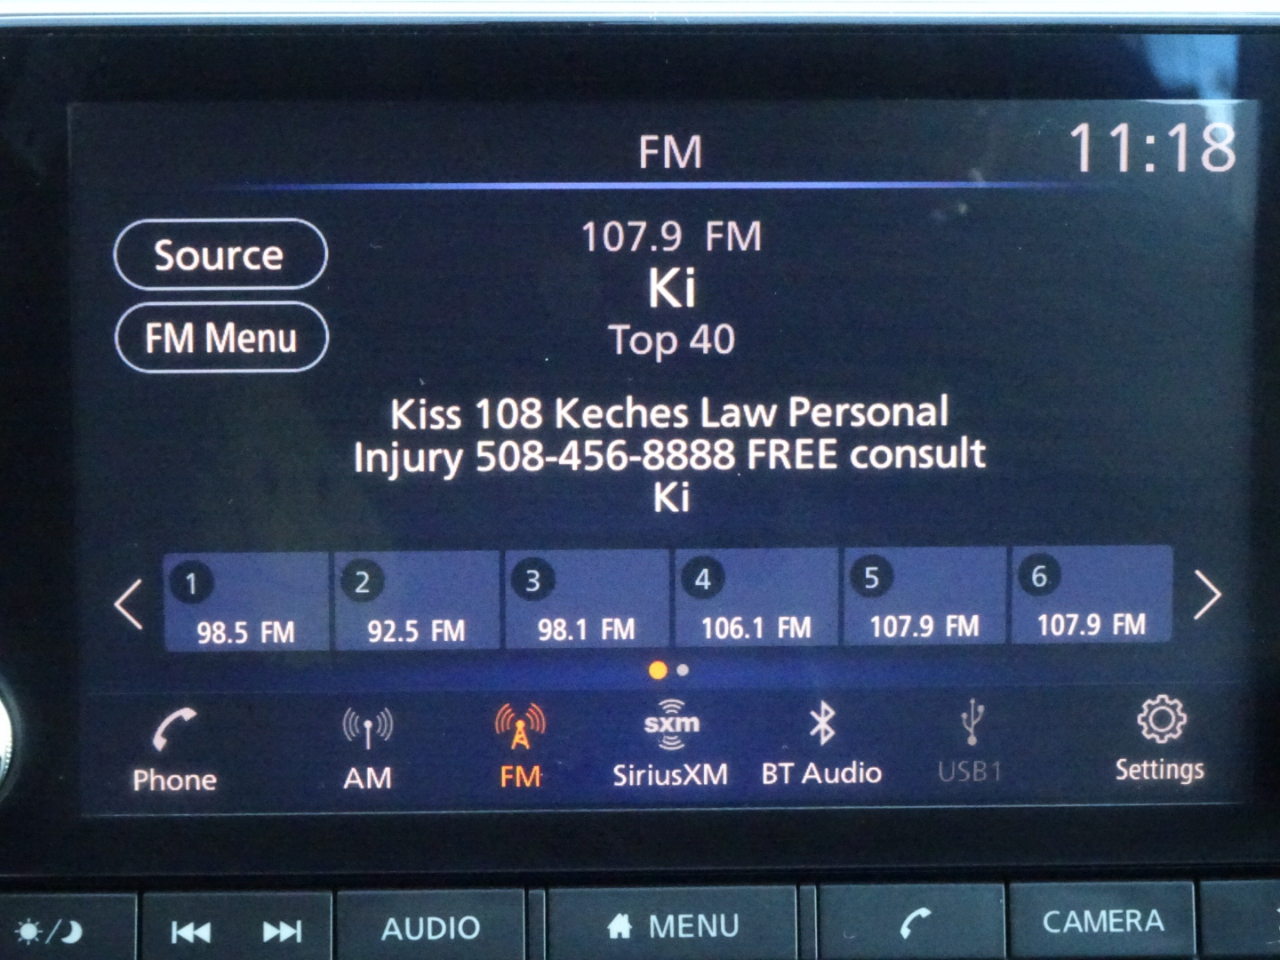 FM
11:18
Source
107.9 FM
Ki
FM Menu
Top 40
Kiss 108 Keches Law Personal
Injury 508-456-8888 FREE consult
Ki
1 2 3 4 5 6
98.5 FM 92.5 FM 98.1 FM 106.1 FM 107.9 FM 107.9 FM
sxm
Phone AM FM SiriusXM BT Audio USB1 Settings
AUDIO MENU CAMERA